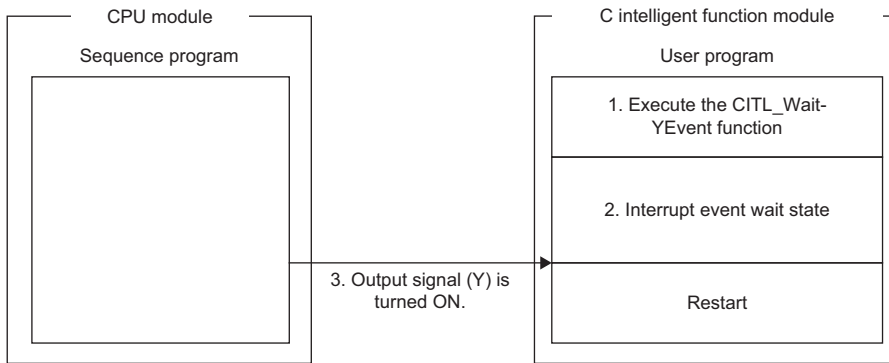 CPU module
Sequence program
C intelligent function module
User program
1. Execute the CITL_Wait-
YEvent function
2. Interrupt event wait state
3. Output signal (Y) is
turned ON.
Restart